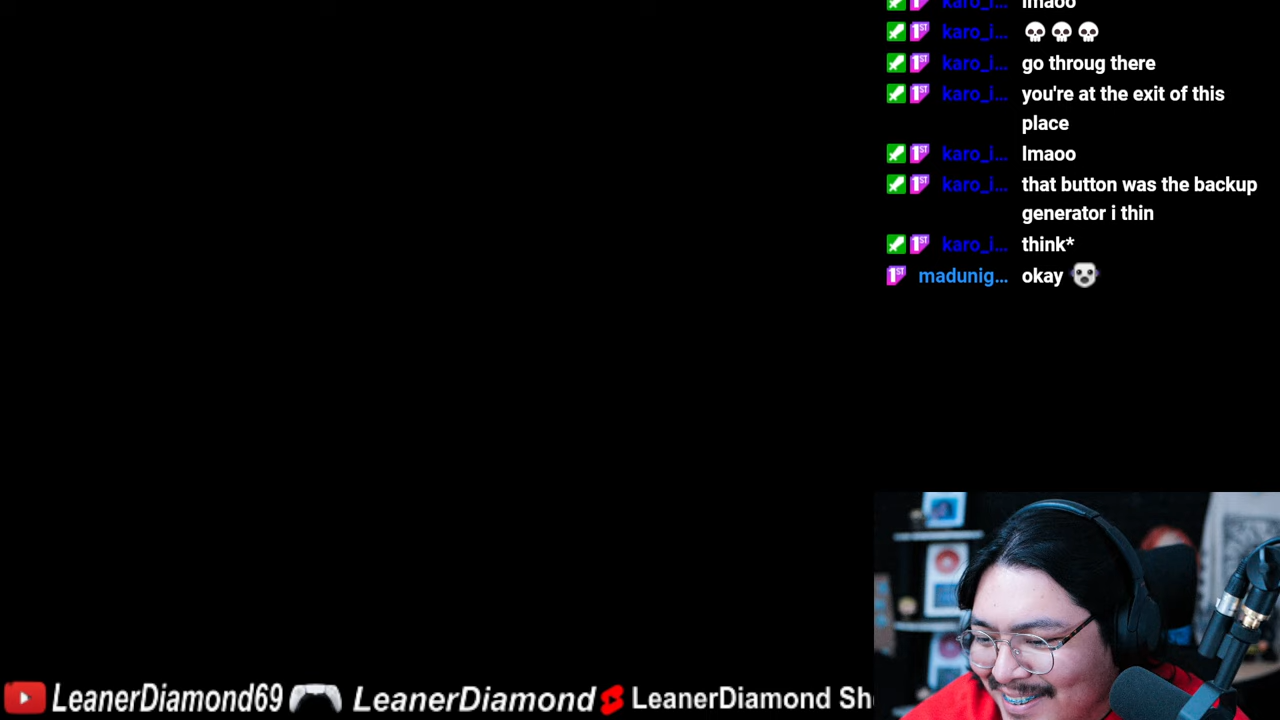 karo_i... lmaoo
karo_i... 💀💀💀
karo_i... go throug there
karo_i... you're at the exit of this
place
karo_i... lmaoo
karo_i... that button was the backup
generator i thin
karo_i... think*
madunig... okay
LeanerDiamond69 LeanerDiamond LeanerDiamond Sh